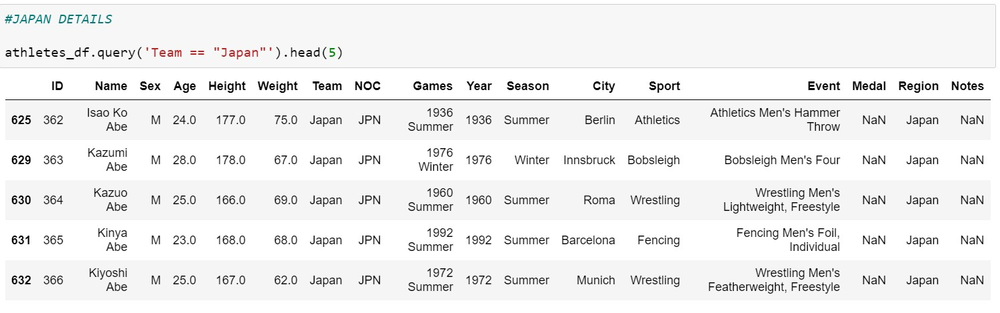 #JAPAN DETAILS
athletes_df.query('Team == "Japan"').head(5)
ID Name Sex Age Height Weight Team NOC Games Year Season City Sport Event Medal Region Notes
625 362 Isao Ko Abe M 24.0 177.0 75.0 Japan JPN 1936 Summer 1936 Summer Berlin Athletics Athletics Men's Hammer Throw NaN Japan NaN
629 363 Kazumi Abe M 28.0 178.0 67.0 Japan JPN 1976 Winter 1976 Winter Innsbruck Bobsleigh Bobsleigh Men's Four NaN Japan NaN
630 364 Kazuo Abe M 25.0 166.0 69.0 Japan JPN 1960 Summer 1960 Summer Roma Wrestling Wrestling Men's Lightweight, Freestyle NaN Japan NaN
631 365 Kinya Abe M 23.0 168.0 68.0 Japan JPN 1992 Summer 1992 Summer Barcelona Fencing Fencing Men's Foil, Individual NaN Japan NaN
632 366 Kiyoshi Abe M 25.0 167.0 62.0 Japan JPN 1972 Summer 1972 Summer Munich Wrestling Wrestling Men's Featherweight, Freestyle NaN Japan NaN